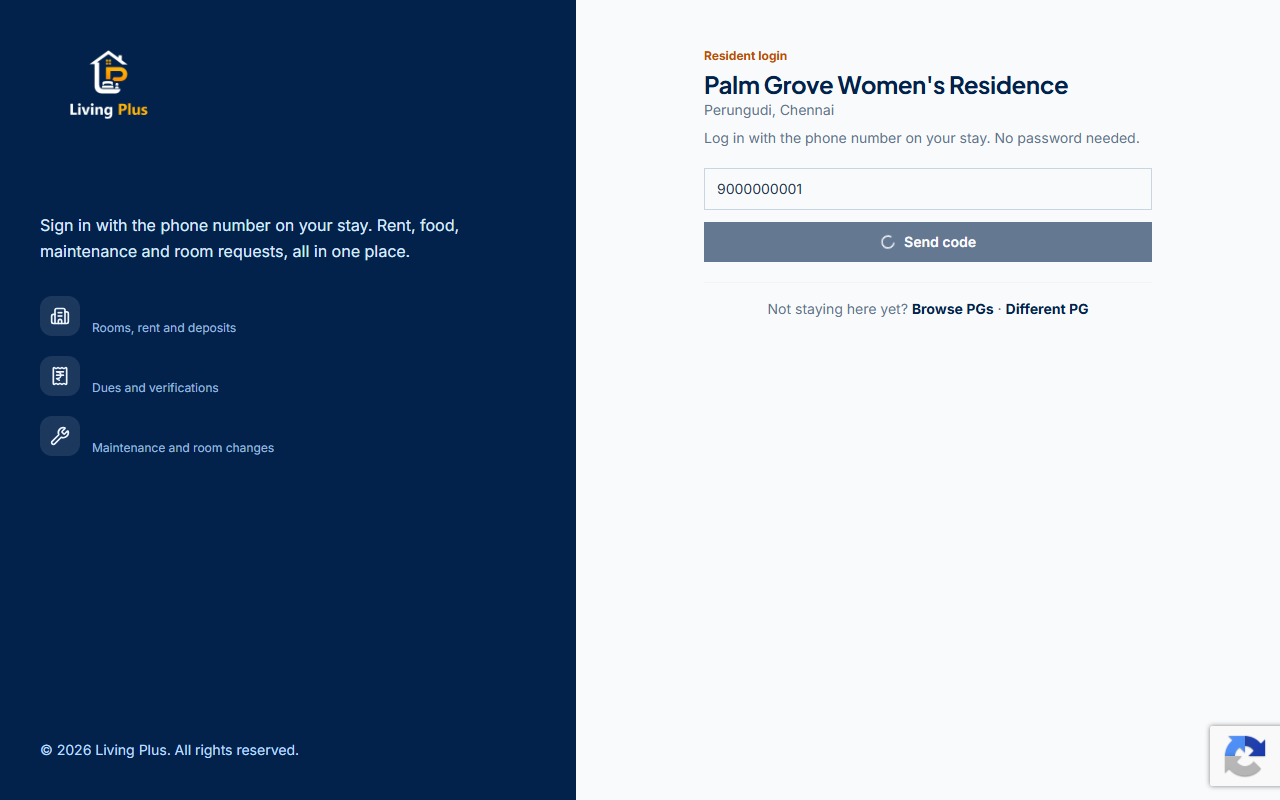 Living Plus
Sign in with the phone number on your stay. Rent, food,
maintenance and room requests, all in one place.
Rooms, rent and deposits
Dues and verifications
Maintenance and room changes
© 2026 Living Plus. All rights reserved.
Resident login
Palm Grove Women's Residence
Perungudi, Chennai
Log in with the phone number on your stay. No password needed.
9000000001
Send code
Not staying here yet? Browse PGs · Different PG